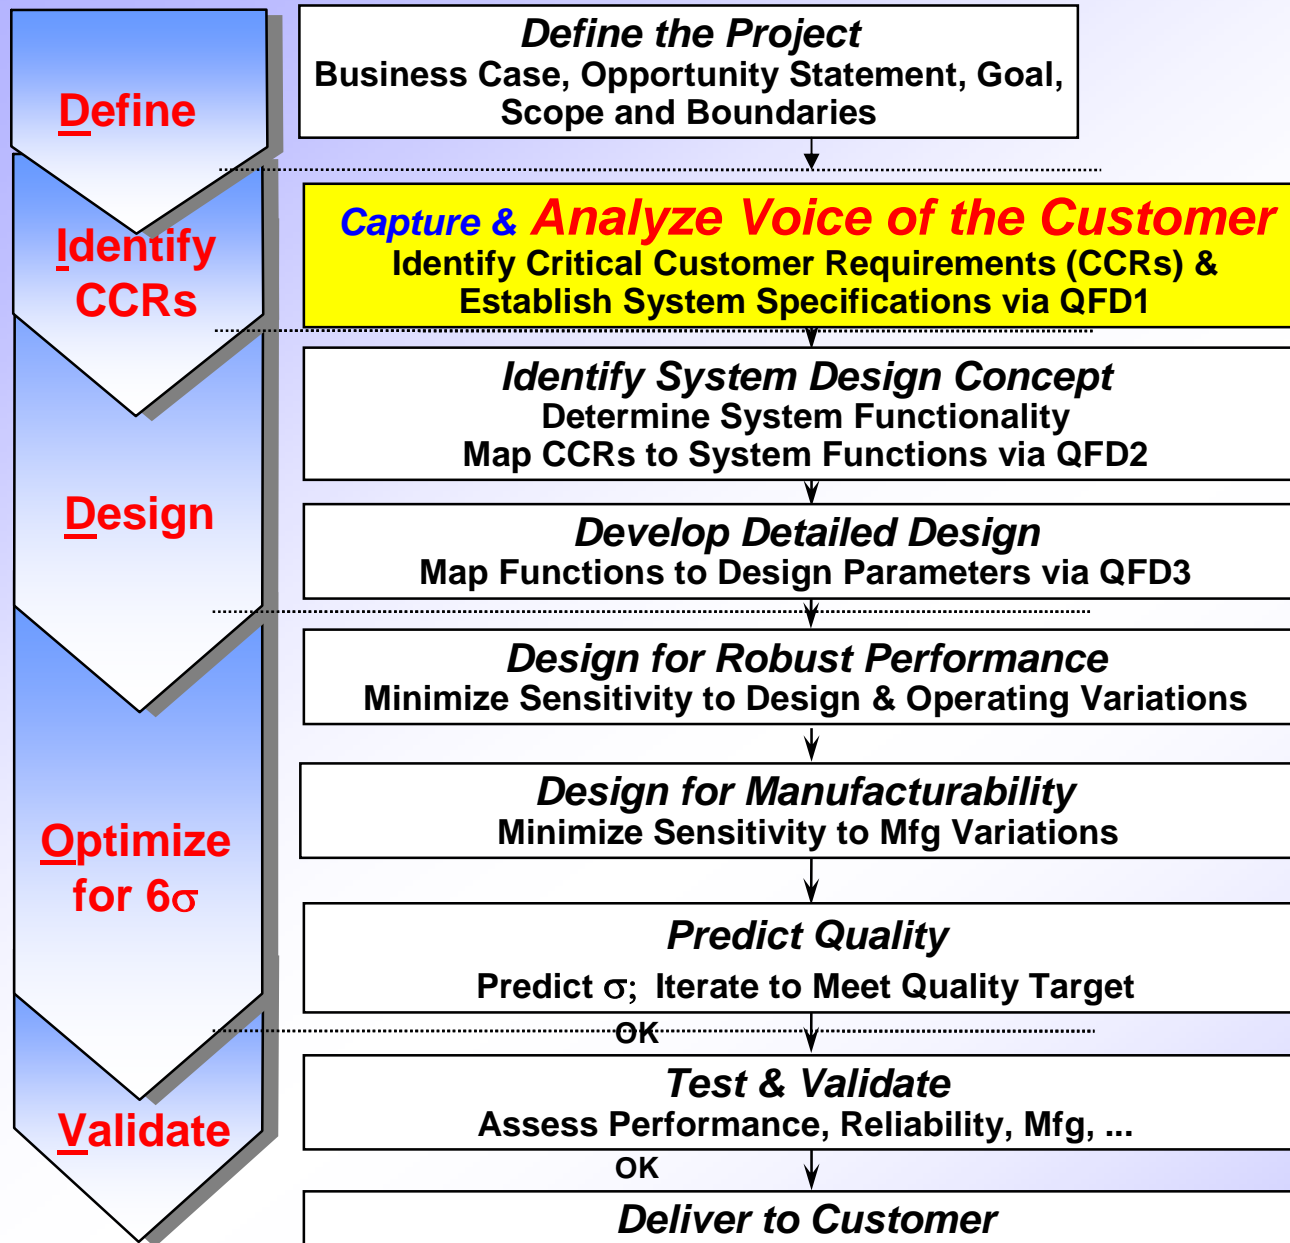 Define
Define the Project
Business Case, Opportunity Statement, Goal,
Scope and Boundaries
Identify
CCRs
Capture & Analyze Voice of the Customer
Identify Critical Customer Requirements (CCRs) &
Establish System Specifications via QFD1
Design
Identify System Design Concept
Determine System Functionality
Map CCRs to System Functions via QFD2
Develop Detailed Design
Map Functions to Design Parameters via QFD3
Optimize
for 6σ
Design for Robust Performance
Minimize Sensitivity to Design & Operating Variations
Design for Manufacturability
Minimize Sensitivity to Mfg Variations
Predict Quality
Predict σ; Iterate to Meet Quality Target
OK
Validate
Test & Validate
Assess Performance, Reliability, Mfg, ...
OK
Deliver to Customer